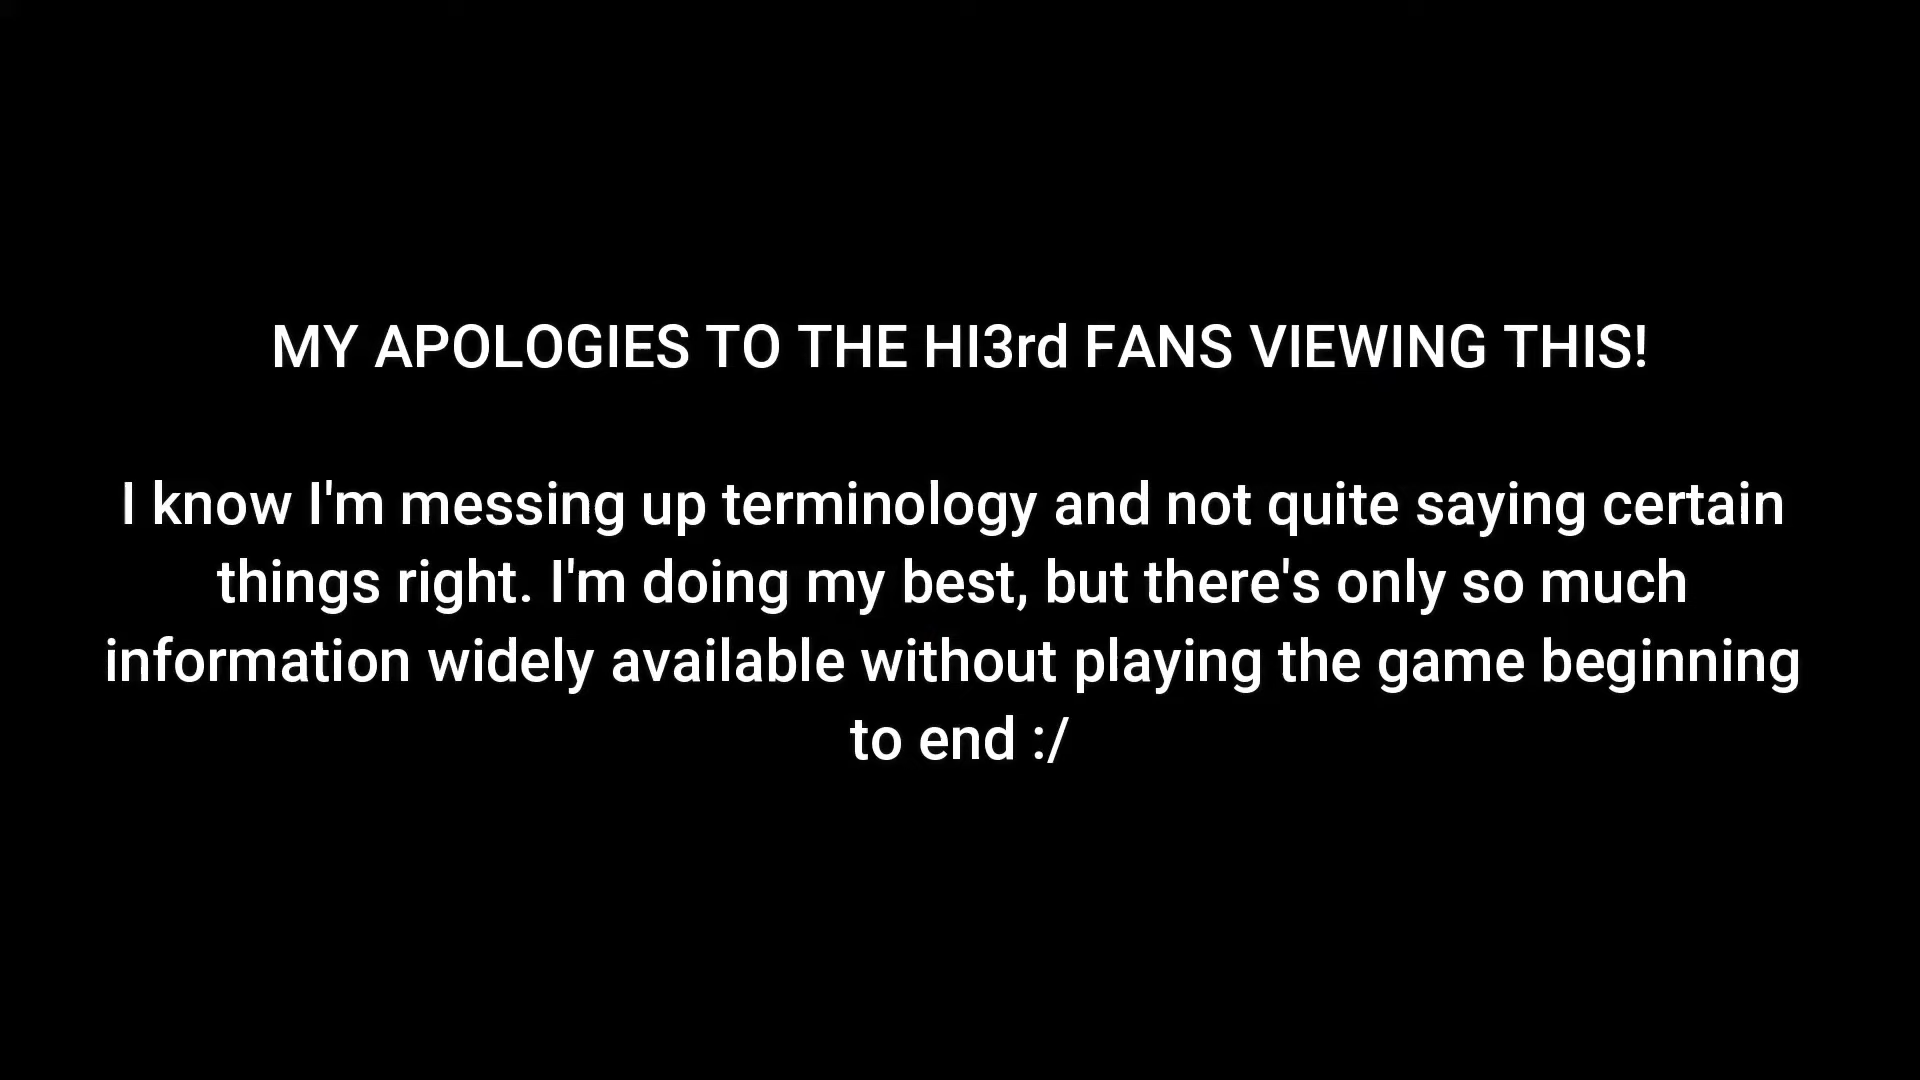 MY APOLOGIES TO THE HI3rd FANS VIEWING THIS!
I know I'm messing up terminology and not quite saying certain
things right. I'm doing my best, but there's only so much
information widely available without playing the game beginning
to end :/